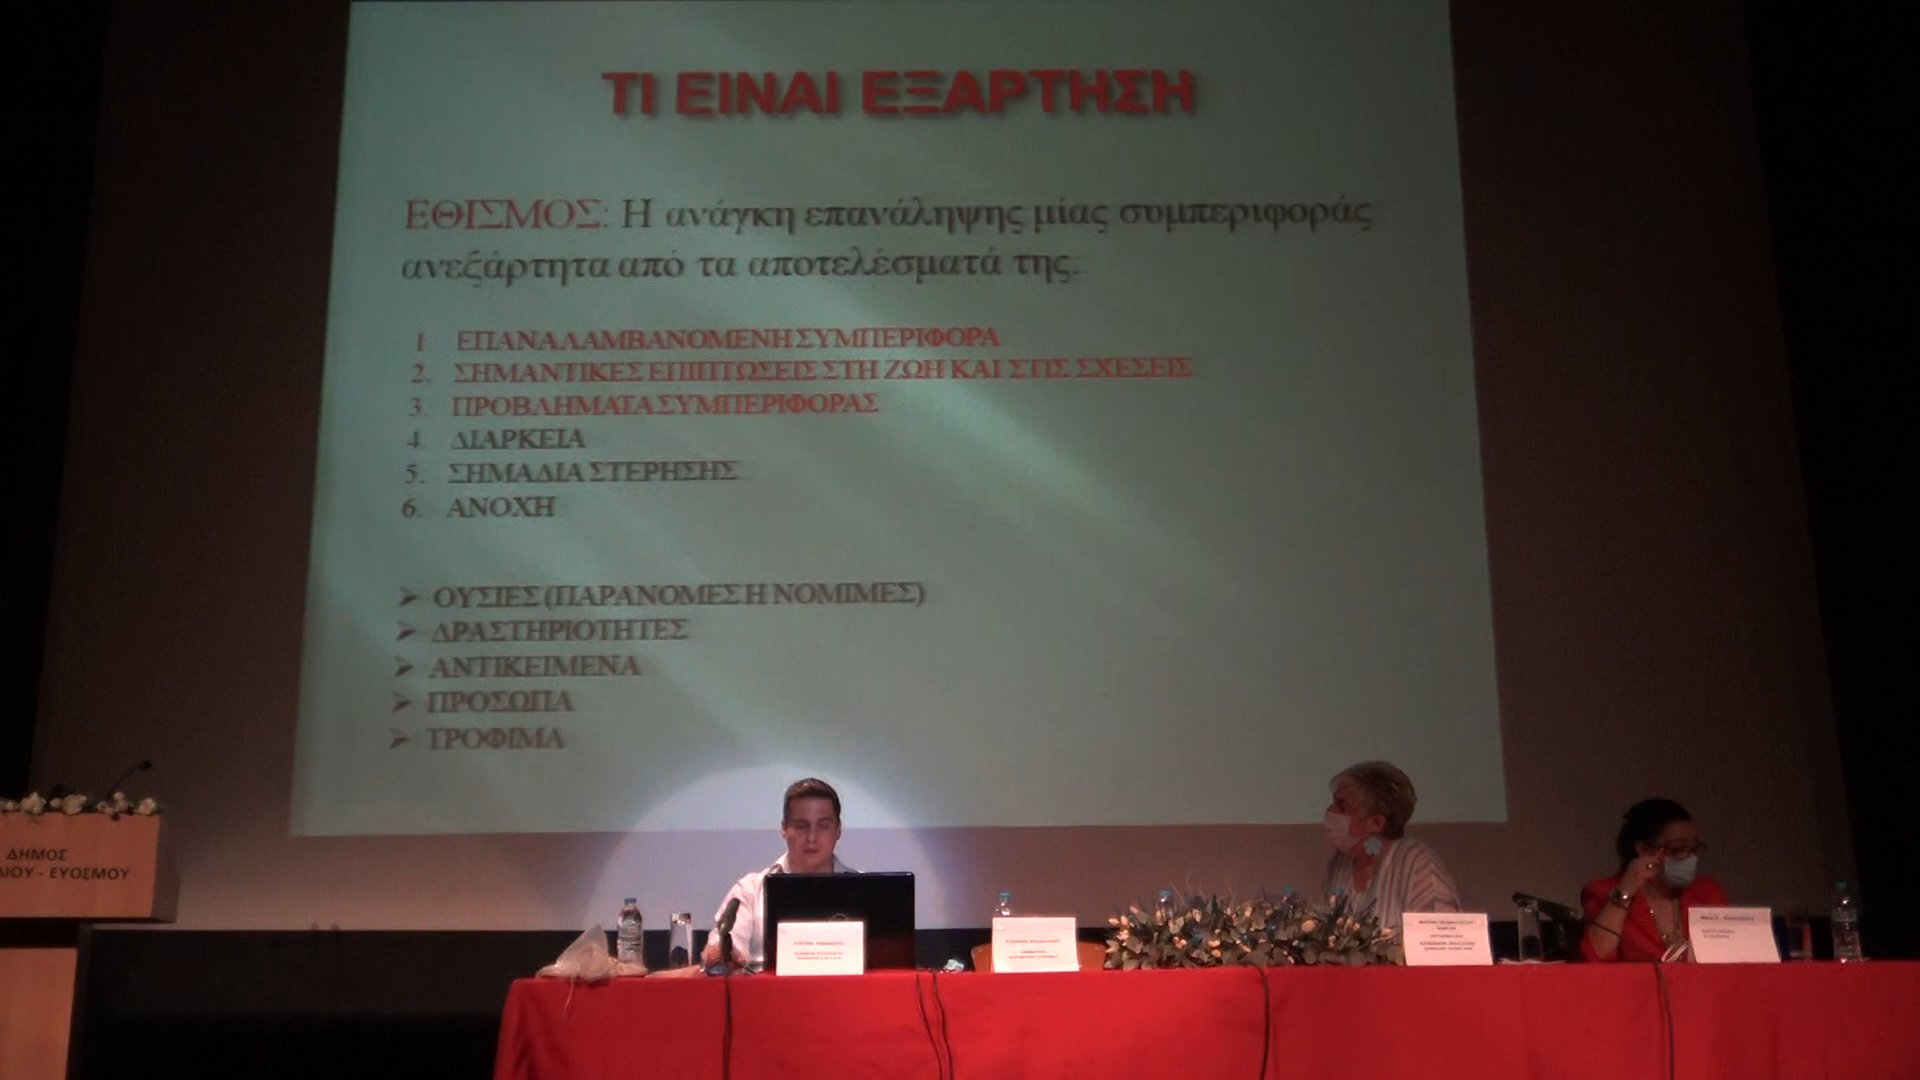 ΤΙ ΕΙΝΑΙ ΕΞΑΡΤΗΣΗ
ΕΘΙΣΜΟΣ: Η ανάγκη επανάληψης μίας συμπεριφοράς
ανεξάρτητα από τα αποτελέσματά της.
1. ΕΠΑΝΑΛΑΜΒΑΝΟΜΕΝΗ ΣΥΜΠΕΡΙΦΟΡΑ
2. ΣΗΜΑΝΤΙΚΕΣ ΕΠΙΠΤΩΣΕΙΣ ΣΤΗ ΖΩΗ ΚΑΙ ΣΤΙΣ ΣΧΕΣΕΙΣ
3. ΠΡΟΒΛΗΜΑΤΑ ΣΥΜΠΕΡΙΦΟΡΑΣ
4. ΔΙΑΡΚΕΙΑ
5. ΣΗΜΑΔΙΑ ΣΤΕΡΗΣΗΣ
6. ΑΝΟΧΗ
➢ ΟΥΣΙΕΣ (ΠΑΡΑΝΟΜΕΣ Η ΝΟΜΙΜΕΣ)
➢ ΔΡΑΣΤΗΡΙΟΤΗΤΕΣ
➢ ΑΝΤΙΚΕΙΜΕΝΑ
➢ ΠΡΟΣΩΠΑ
➢ ΤΡΟΦΙΜΑ
ΔΗΜΟΣ
ΛΙΟΥ - ΕΥΟΣΜΟΥ